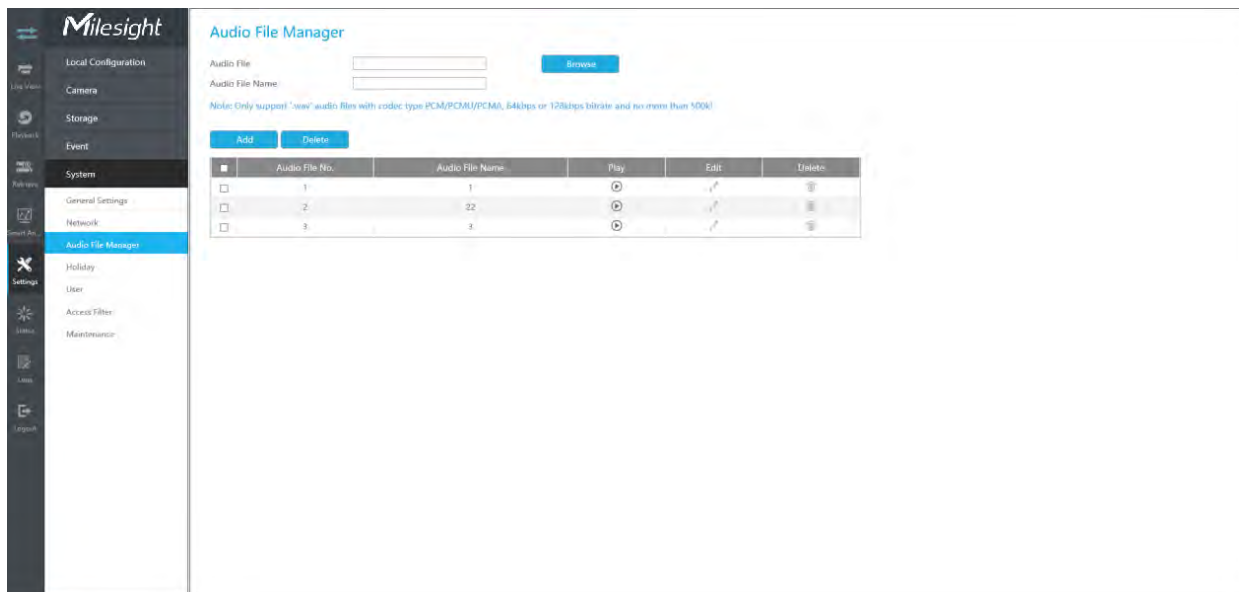 Milesight
Live View
Playback
Retrieve
Smart An...
Settings
Status
Logs
Logout
Local Configuration
Camera
Storage
Event
System
General Settings
Network
Audio File Manager
Holiday
User
Access Filter
Maintenance
Audio File Manager
Audio File Browse
Audio File Name
Note: Only support '.wav' audio files with codec type PCM/PCMU/PCMA, 64kbps or 128kbps bitrate and no more than 500k!
Add Delete
Audio File No. Audio File Name Play Edit Delete
1 1
2 22
3 3